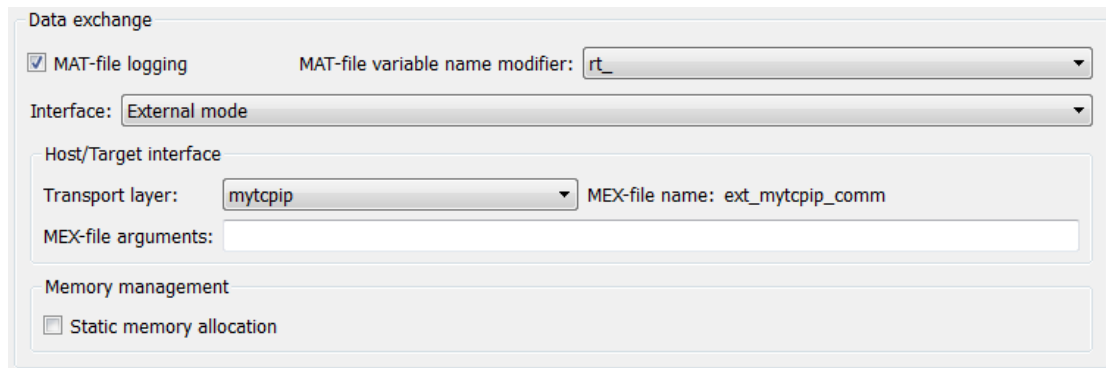 Data exchange
MAT-file logging MAT-file variable name modifier: rt_
Interface: External mode
Host/Target interface
Transport layer: mytcpip MEX-file name: ext_mytcpip_comm
MEX-file arguments:
Memory management
Static memory allocation